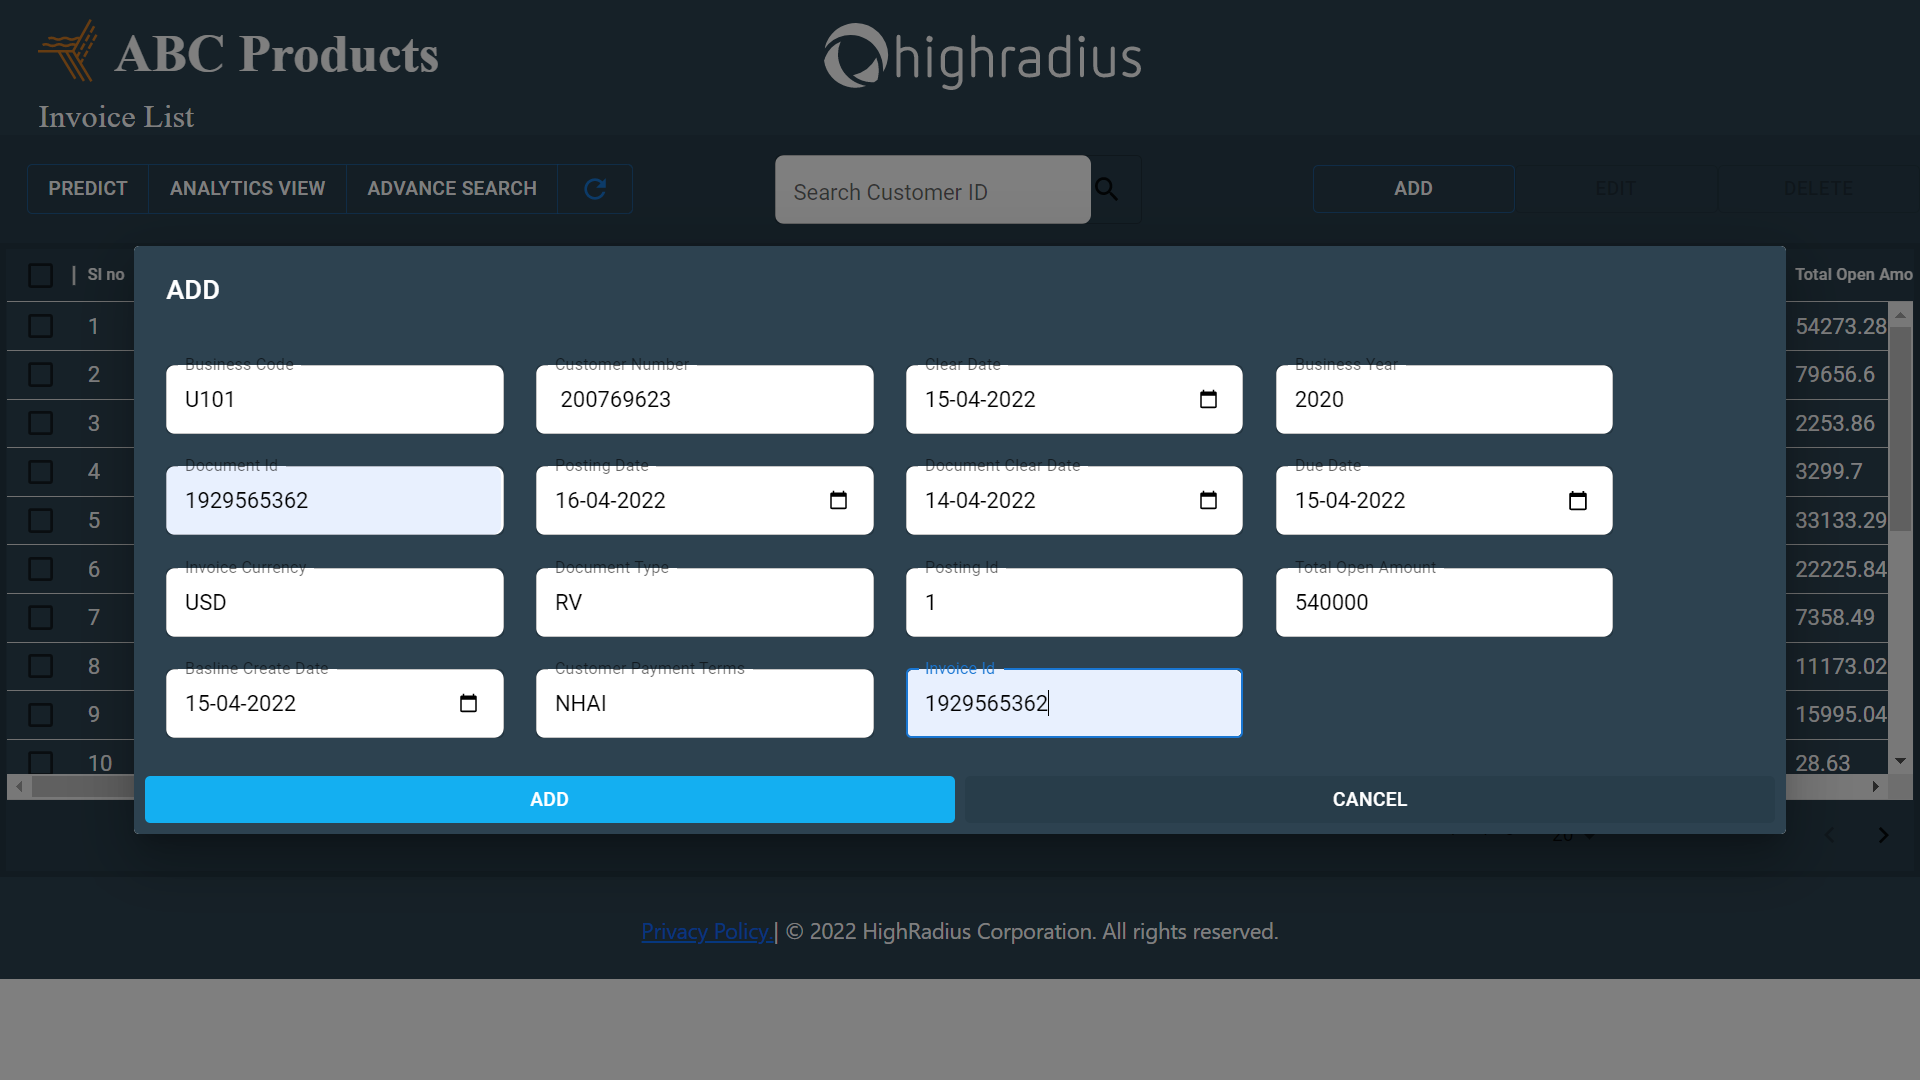 ABC Products
highradius
Invoice List
PREDICT
ANALYTICS VIEW
ADVANCE SEARCH
Search Customer ID
ADD
EDIT
DELETE
Sl no
Total Open Amo
1
54273.28
2
79656.6
3
2253.86
4
3299.7
5
33133.29
6
22225.84
7
7358.49
8
11173.02
9
15995.04
10
28.63
ADD
Business Code
U101
Customer Number
200769623
Clear Date
15-04-2022
Business Year
2020
Document Id
1929565362
Posting Date
16-04-2022
Document Clear Date
14-04-2022
Due Date
15-04-2022
Invoice Currency
USD
Document Type
RV
Posting Id
1
Total Open Amount
540000
Basline Create Date
15-04-2022
Customer Payment Terms
NHAI
Invoice Id
1929565362
ADD
CANCEL
20
Privacy Policy | © 2022 HighRadius Corporation. All rights reserved.